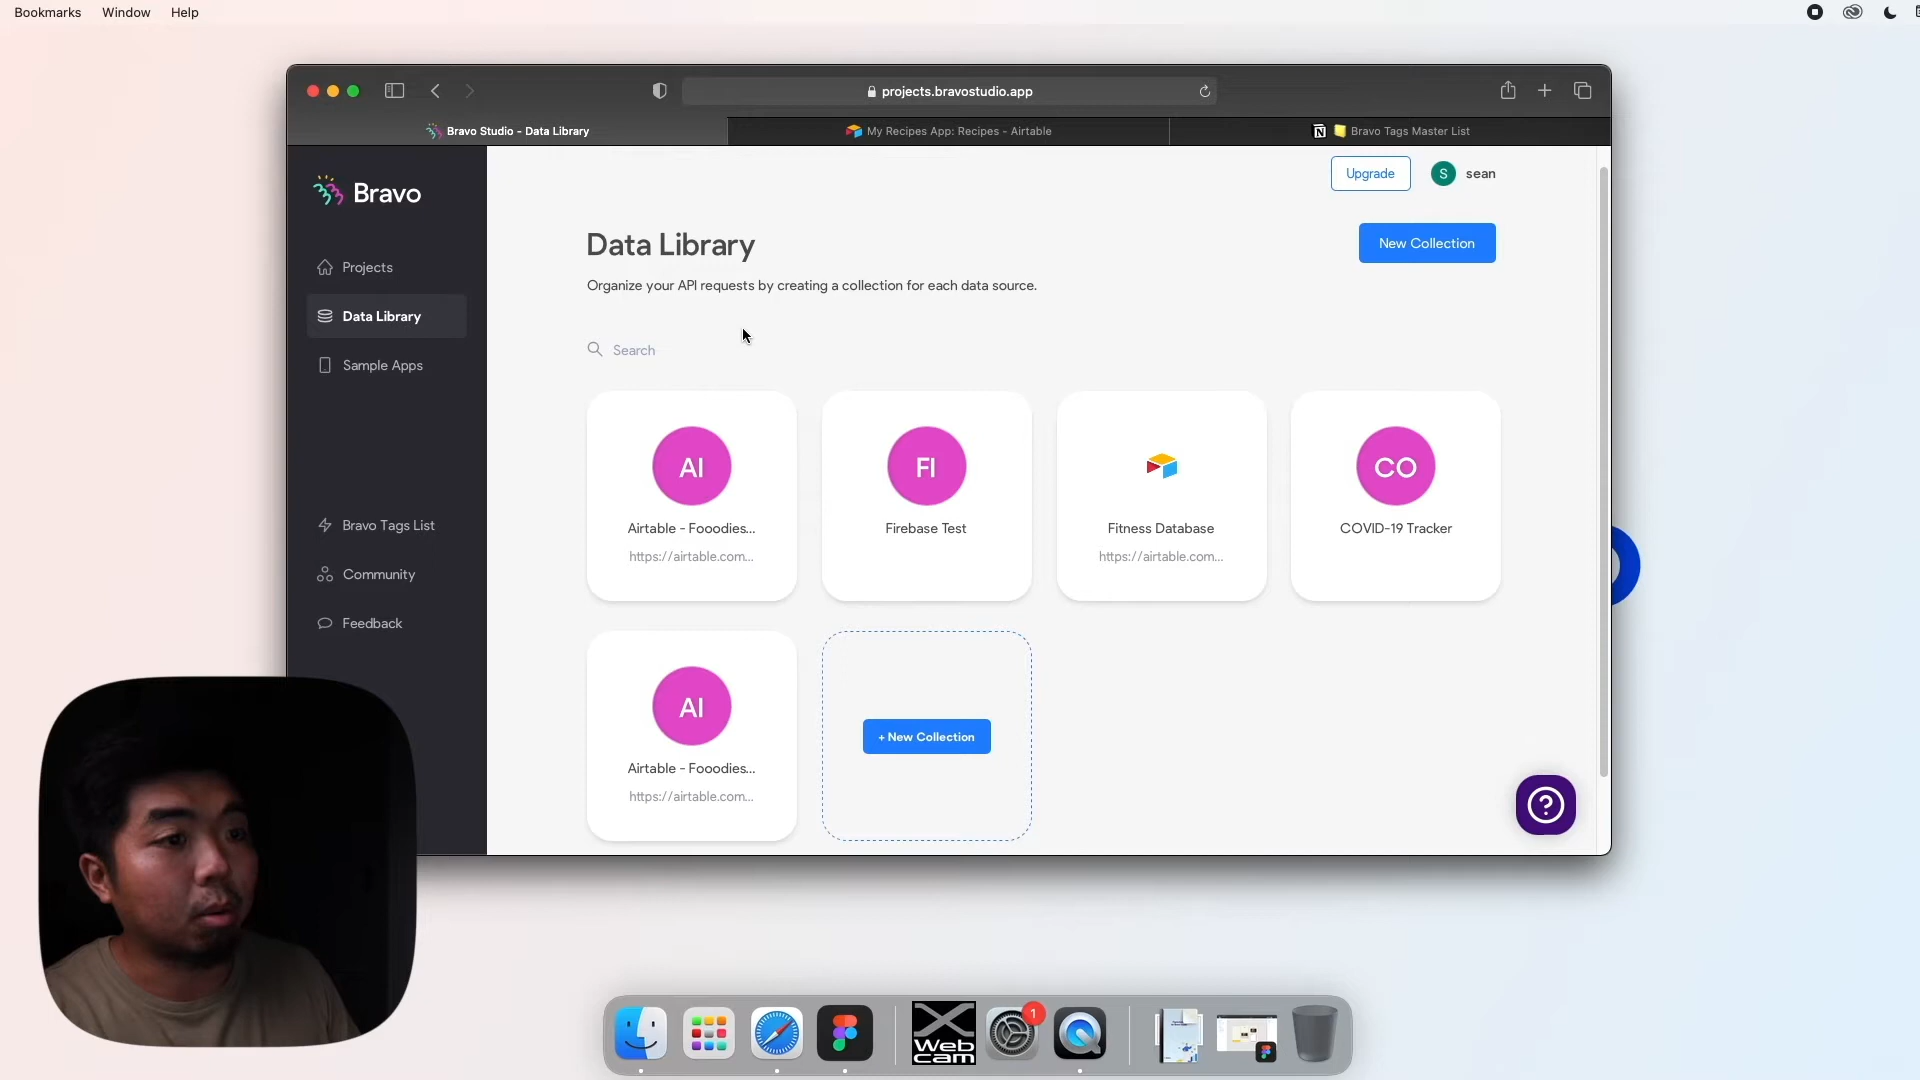 Bookmarks Window Help
projects.bravostudio.app
Bravo Studio - Data Library
My Recipes App: Recipes - Airtable
Bravo Tags Master List
Bravo
Upgrade
S
sean
Projects
Data Library
Sample Apps
Bravo Tags List
Community
Feedback
Data Library
New Collection
Organize your API requests by creating a collection for each data source.
Search
AI
Airtable - Fooodies...
https://airtable.com...
FI
Firebase Test
Fitness Database
https://airtable.com...
CO
COVID-19 Tracker
AI
Airtable - Fooodies...
https://airtable.com...
+ New Collection
?
X
Web
cam
1